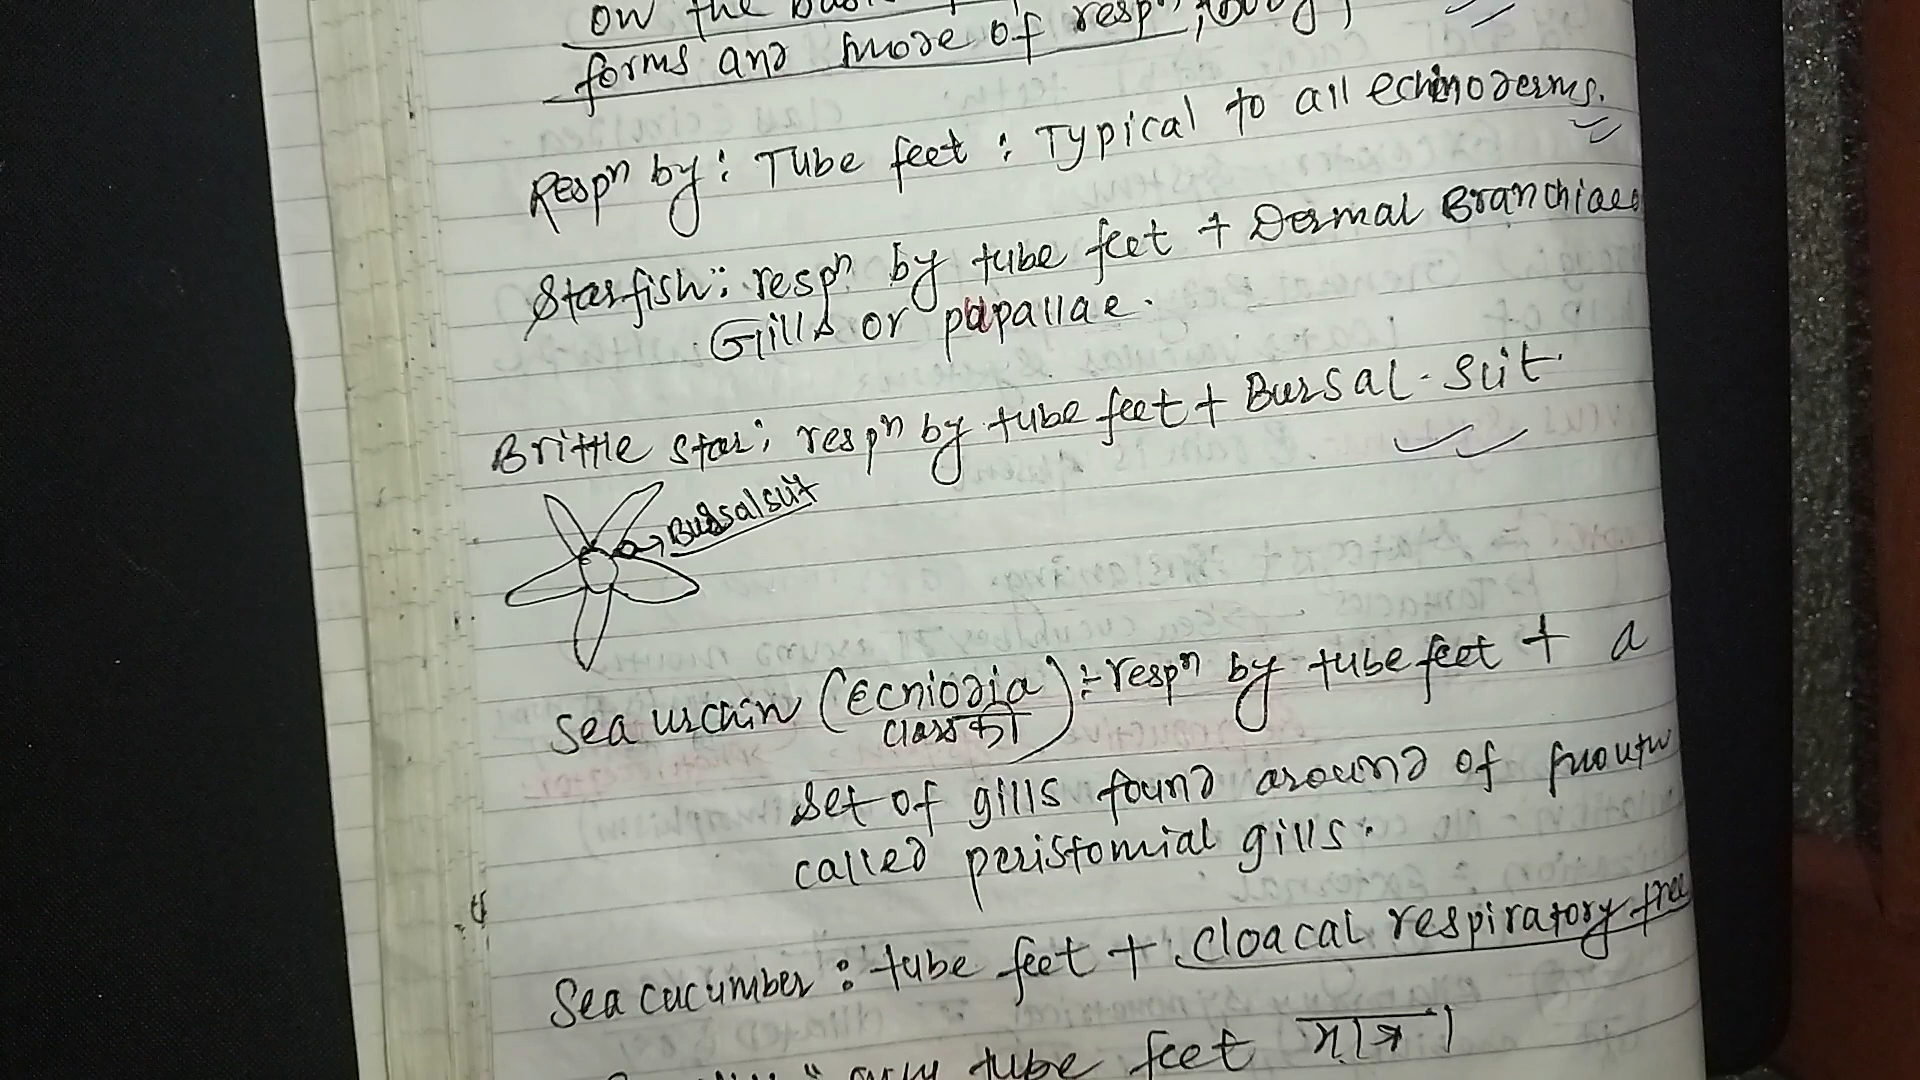 on the
forms and mode of respⁿ,
Respⁿ by: Tube feet: Typical to all echinoderms.
Starfish: respⁿ by tube feet + Dermal Branchiae
Gills or papallae.
Brittle star: respⁿ by tube feet + Bursal-slit.
Bursal slit
Sea urchin (Ecniodia) :- respⁿ by tube feet + a
class का
set of gills found around of mouth
called peristomial gills.
Sea cucumber: tube feet + cloacal respiratory tree
only tube feet